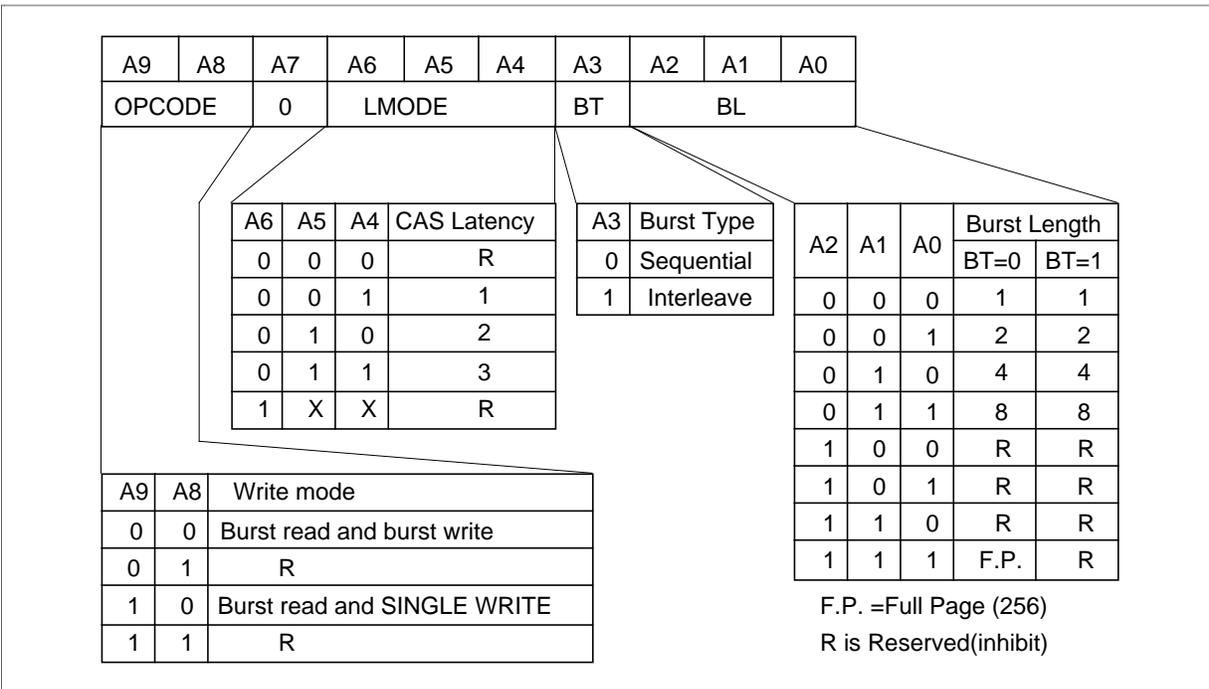 A9 A8 A7 A6 A5 A4 A3 A2 A1 A0
OPCODE 0 LMODE BT BL
A6 A5 A4 CAS Latency
0 0 0 R
0 0 1 1
0 1 0 2
0 1 1 3
1 X X R
A3 Burst Type
0 Sequential
1 Interleave
A2 A1 A0 Burst Length
BT=0 BT=1
0 0 0 1 1
0 0 1 2 2
0 1 0 4 4
0 1 1 8 8
1 0 0 R R
1 0 1 R R
1 1 0 R R
1 1 1 F.P. R
F.P. =Full Page (256)
R is Reserved(inhibit)
A9 A8 Write mode
0 0 Burst read and burst write
0 1 R
1 0 Burst read and SINGLE WRITE
1 1 R